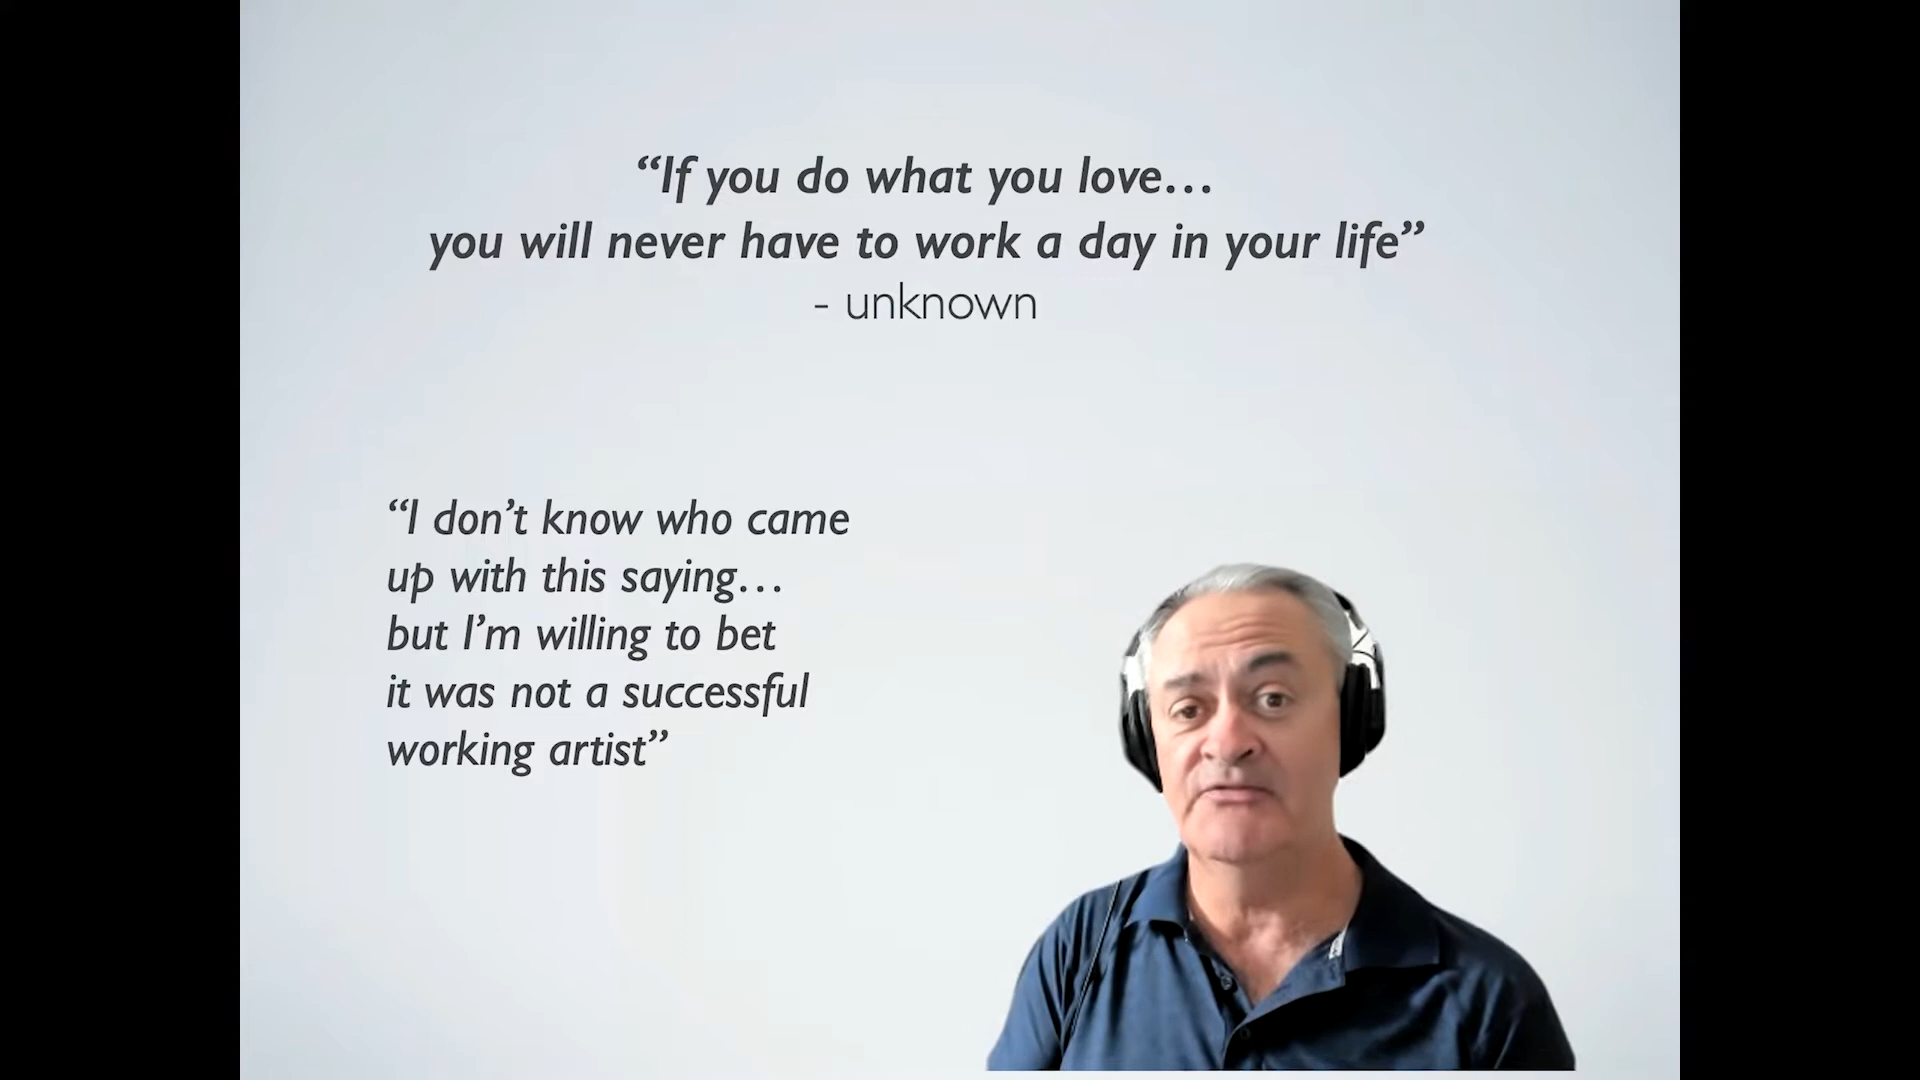 “If you do what you love…
you will never have to work a day in your life”
- unknown
“I don’t know who came
up with this saying…
but I’m willing to bet
it was not a successful
working artist”